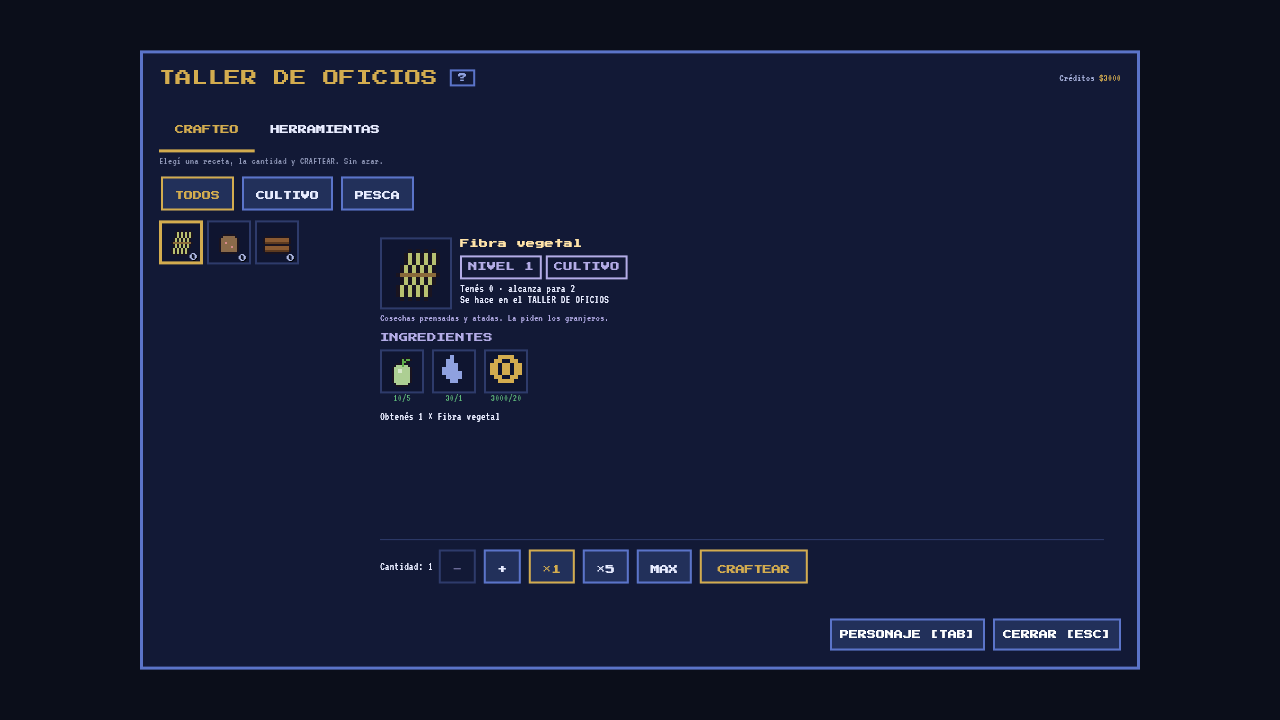 TALLER DE OFICIOS ?
Créditos $3000
CRAFTEO HERRAMIENTAS
Elegí una receta, la cantidad y CRAFTEAR. Sin azar.
TODOS CULTIVO PESCA
0 0 0
Fibra vegetal
NIVEL 1 CULTIVO
Tenés 0 · alcanza para 2
Se hace en el TALLER DE OFICIOS
Cosechas prensadas y atadas. La piden los granjeros.
INGREDIENTES
10/5 30/1 3000/20
Obtenés 1 × Fibra vegetal
Cantidad: 1 - + ×1 ×5 MAX CRAFTEAR
PERSONAJE [TAB] CERRAR [ESC]